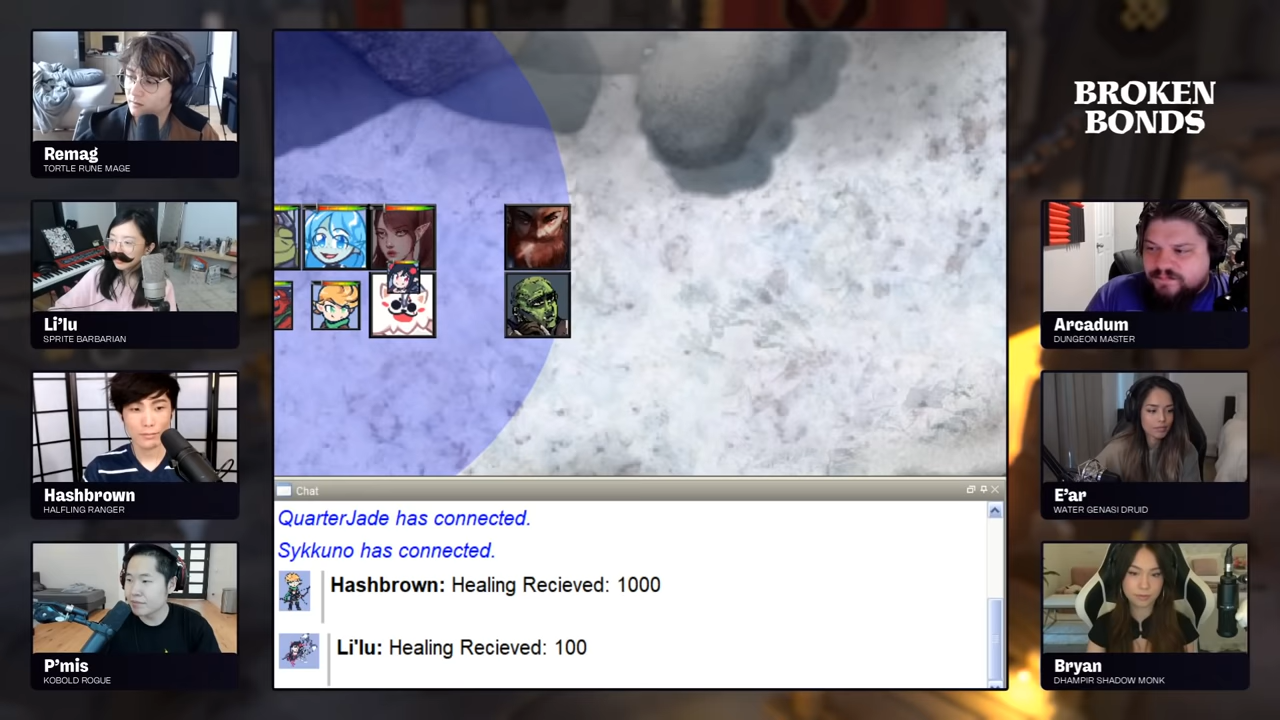 Remag
TORTLE RUNE MAGE
Li'lu
SPRITE BARBARIAN
Hashbrown
HALFLING RANGER
P'mis
KOBOLD ROGUE
Chat
QuarterJade has connected.
Sykkuno has connected.
Hashbrown: Healing Recieved: 1000
Li'lu: Healing Recieved: 100
BROKEN
BONDS
Arcadum
DUNGEON MASTER
E'ar
WATER GENASI DRUID
Bryan
DHAMPIR SHADOW MONK